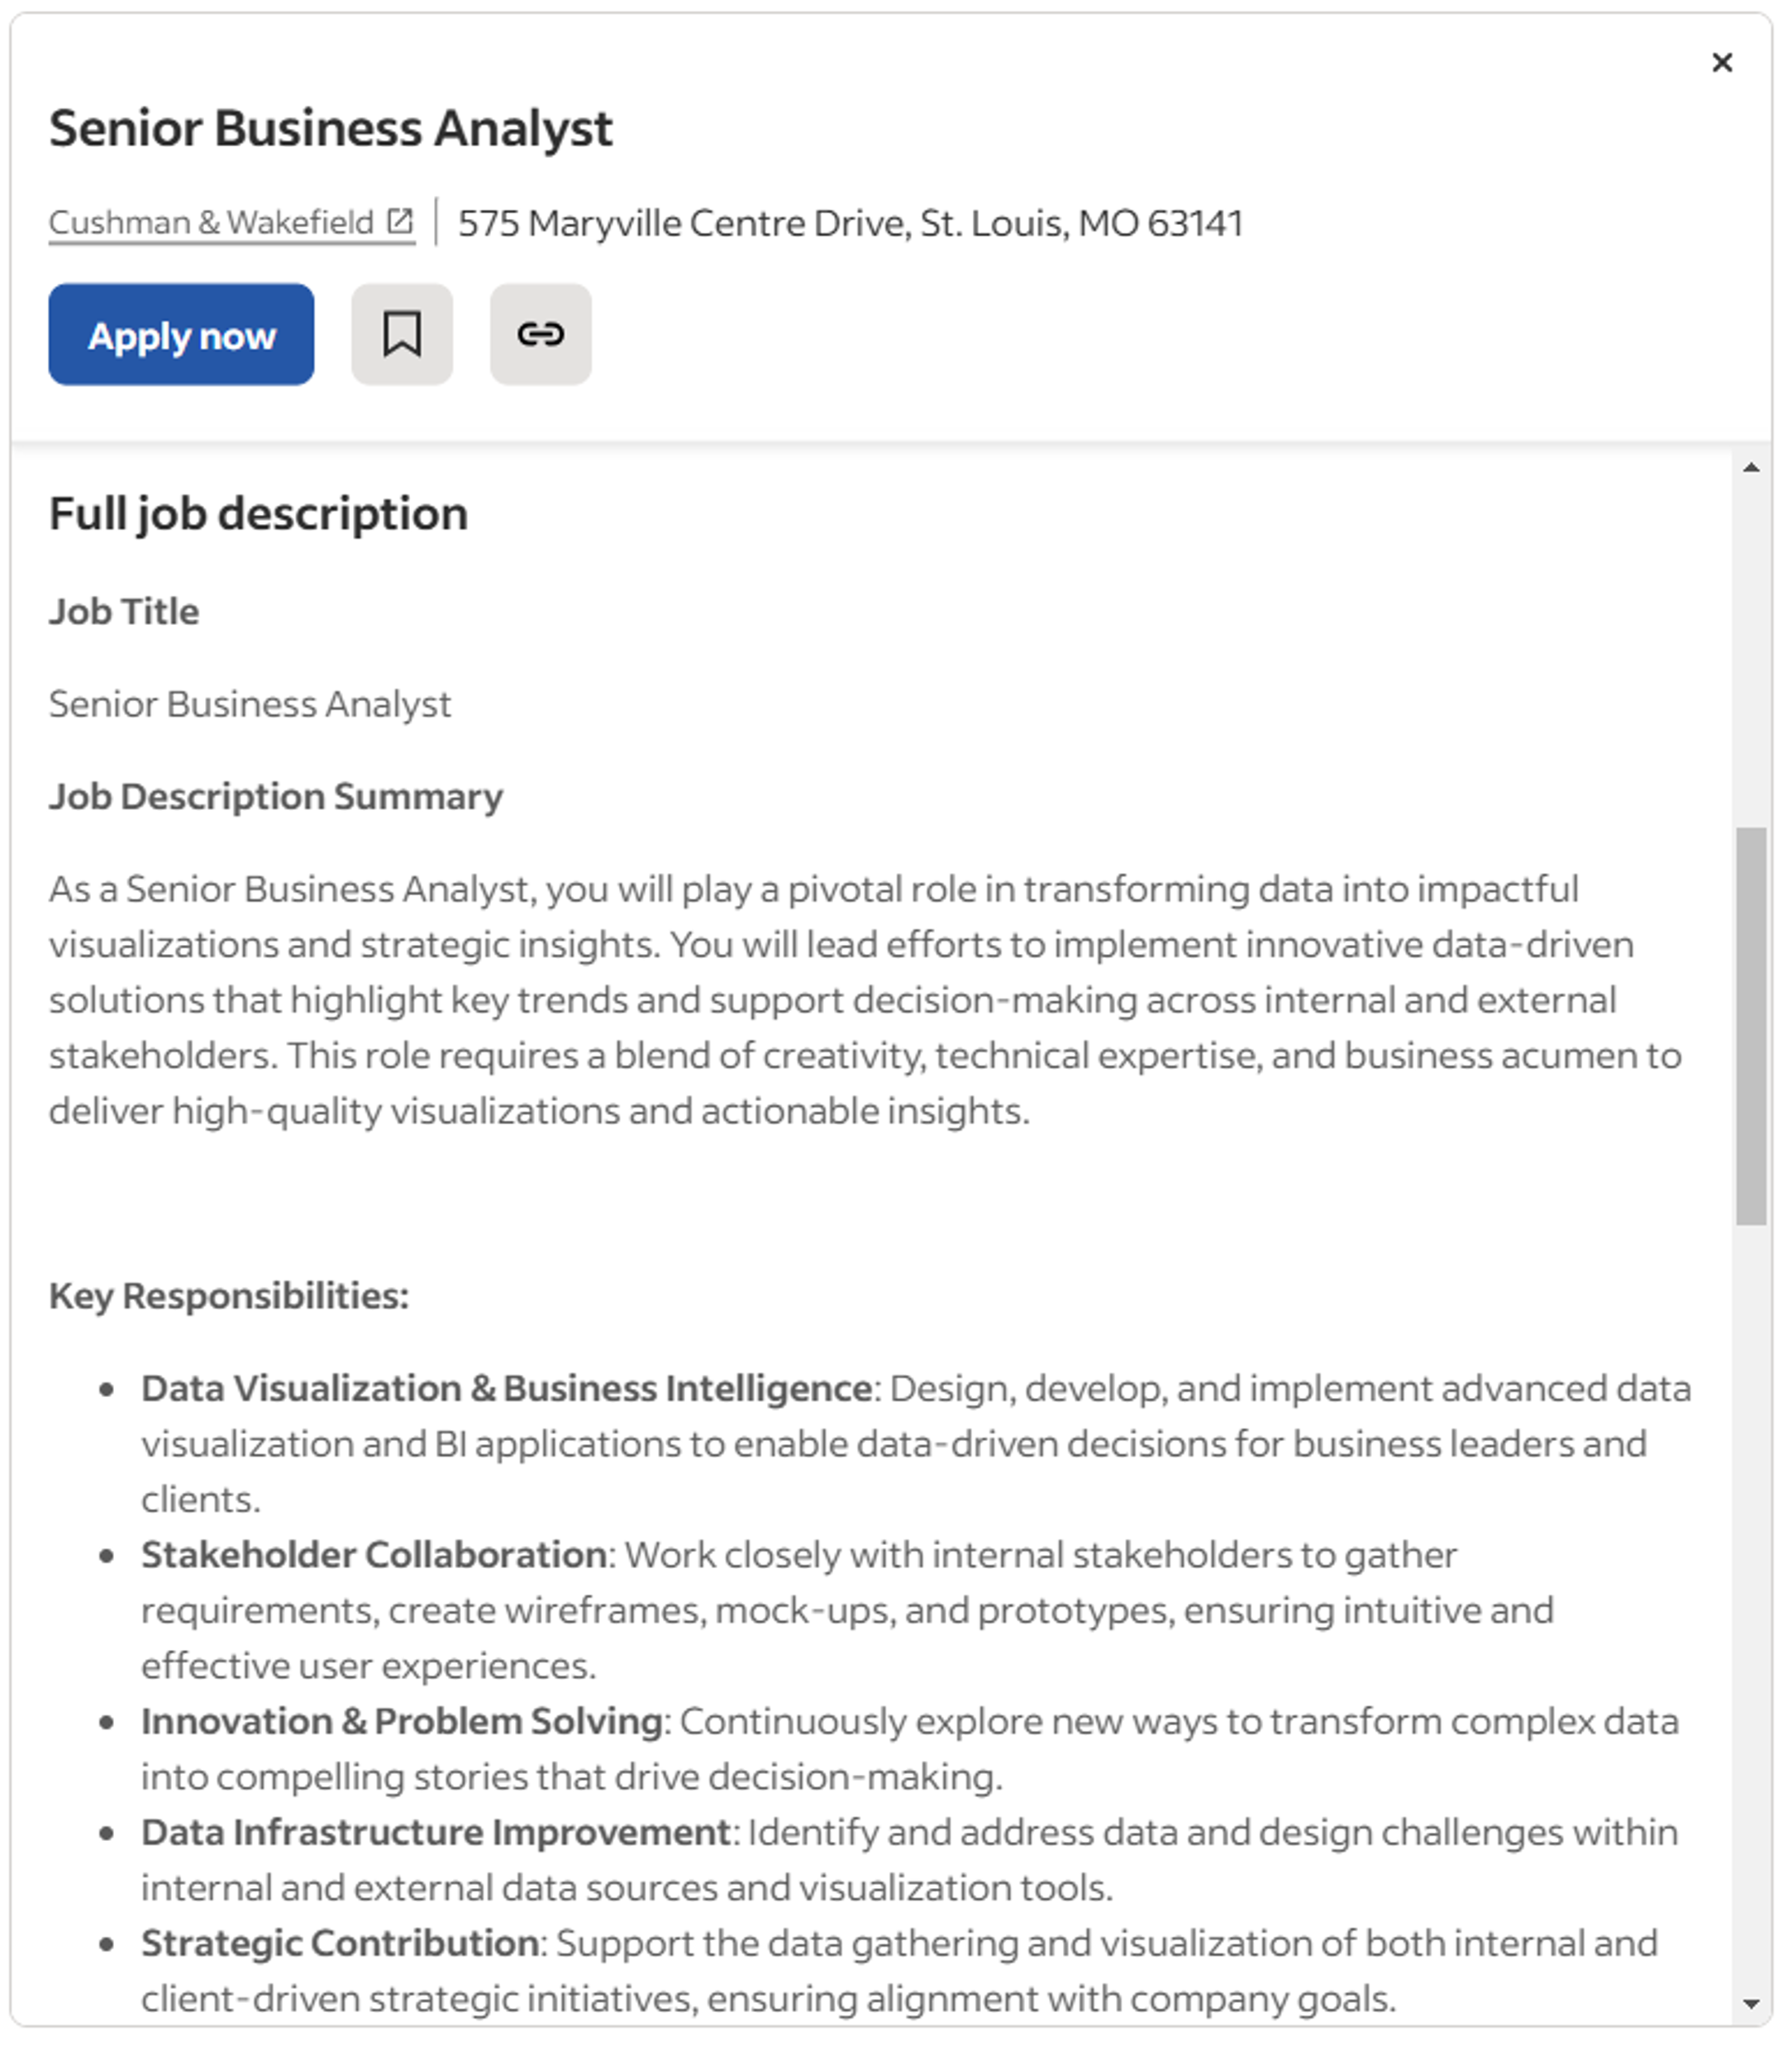 Senior Business Analyst
Cushman & Wakefield
575 Maryville Centre Drive, St. Louis, MO 63141
Apply now
Full job description
Job Title
Senior Business Analyst
Job Description Summary
As a Senior Business Analyst, you will play a pivotal role in transforming data into impactful
visualizations and strategic insights. You will lead efforts to implement innovative data-driven
solutions that highlight key trends and support decision-making across internal and external
stakeholders. This role requires a blend of creativity, technical expertise, and business acumen to
deliver high-quality visualizations and actionable insights.
Key Responsibilities:
• Data Visualization & Business Intelligence: Design, develop, and implement advanced data
visualization and BI applications to enable data-driven decisions for business leaders and
clients.
• Stakeholder Collaboration: Work closely with internal stakeholders to gather
requirements, create wireframes, mock-ups, and prototypes, ensuring intuitive and
effective user experiences.
• Innovation & Problem Solving: Continuously explore new ways to transform complex data
into compelling stories that drive decision-making.
• Data Infrastructure Improvement: Identify and address data and design challenges within
internal and external data sources and visualization tools.
• Strategic Contribution: Support the data gathering and visualization of both internal and
client-driven strategic initiatives, ensuring alignment with company goals.